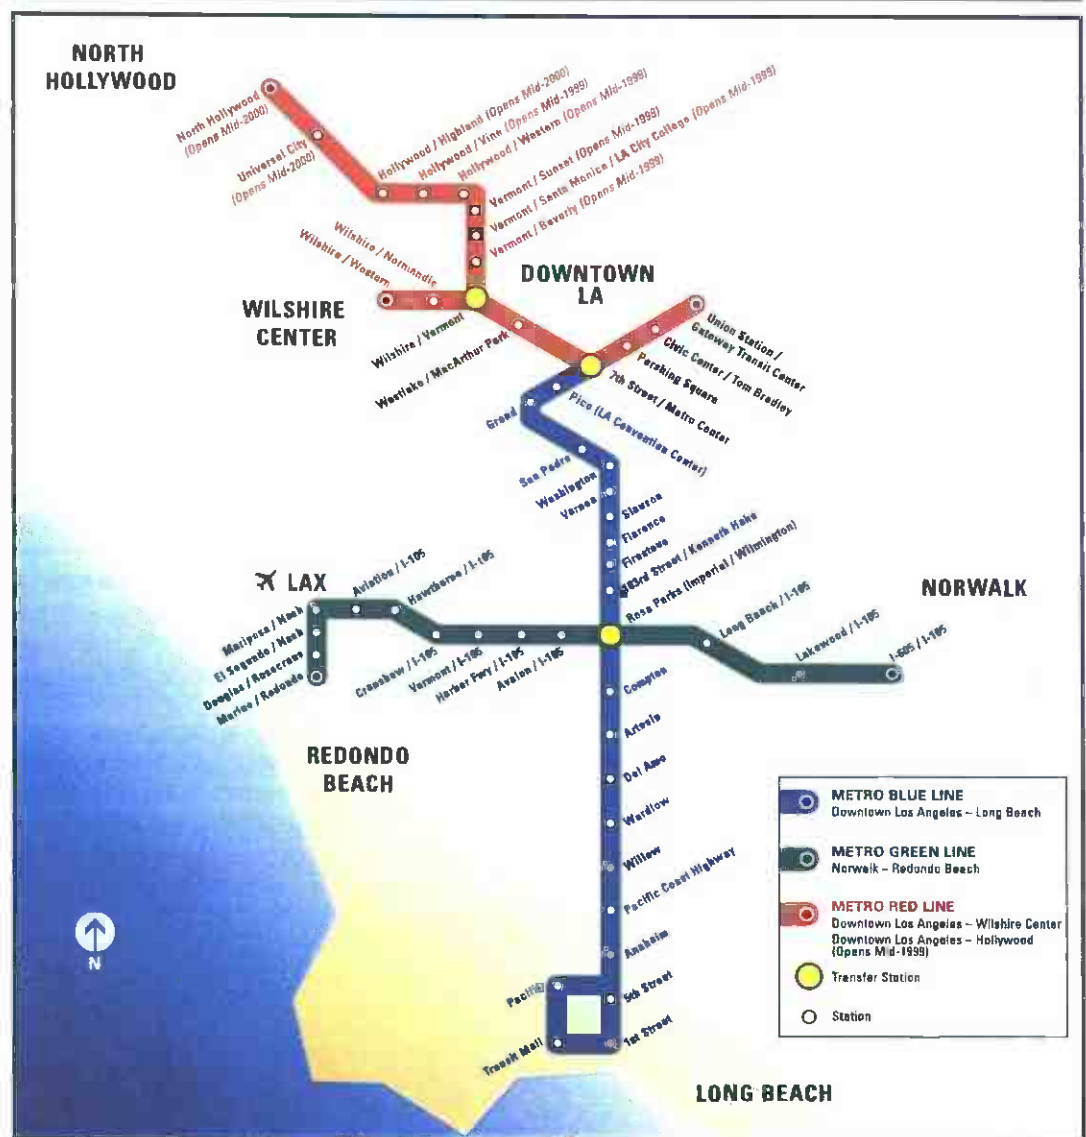 NORTH
HOLLYWOOD
North Hollywood
(Opens Mid-2000)
Universal City
(Opens Mid-2000)
Hollywood / Highland (Opens Mid-2000)
Hollywood / Vine (Opens Mid-1999)
Hollywood / Western (Opens Mid-1999)
Vermont / Sunset (Opens Mid-1999)
Vermont / Santa Monica / LA City College (Opens Mid-1999)
Vermont / Beverly (Opens Mid-1999)
Wilshire / Normandie
Wilshire / Western
WILSHIRE
CENTER
DOWNTOWN
LA
Wilshire / Vermont
Westlake / MacArthur Park
Union Station /
Gateway Transit Center
Civic Center / Tom Bradley
Pershing Square
7th Street / Metro Center
Pico (LA Convention Center)
Grand
San Pedro
Washington
Vernon
Slauson
Florence
Firestone
103rd Street / Kenneth Hahn
Rosa Parks (Imperial / Wilmington)
LAX
Aviation / I-105
Hawthorne / I-105
Mariposa / Nash
El Segundo / Nash
Douglas / Rosecrans
Marine / Redondo
Crenshaw / I-105
Vermont / I-105
Harbor Fwy / I-105
Avalon / I-105
NORWALK
Long Beach / I-105
Lakewood / I-105
I-605 / I-105
REDONDO
BEACH
Compton
Artesia
Del Amo
Wardlow
Willow
Pacific Coast Highway
Anaheim
5th Street
1st Street
Pacific
Transit Mall
LONG BEACH
N
METRO BLUE LINE
Downtown Los Angeles – Long Beach
METRO GREEN LINE
Norwalk – Redondo Beach
METRO RED LINE
Downtown Los Angeles – Wilshire Center
Downtown Los Angeles – Hollywood
(Opens Mid-1999)
Transfer Station
Station